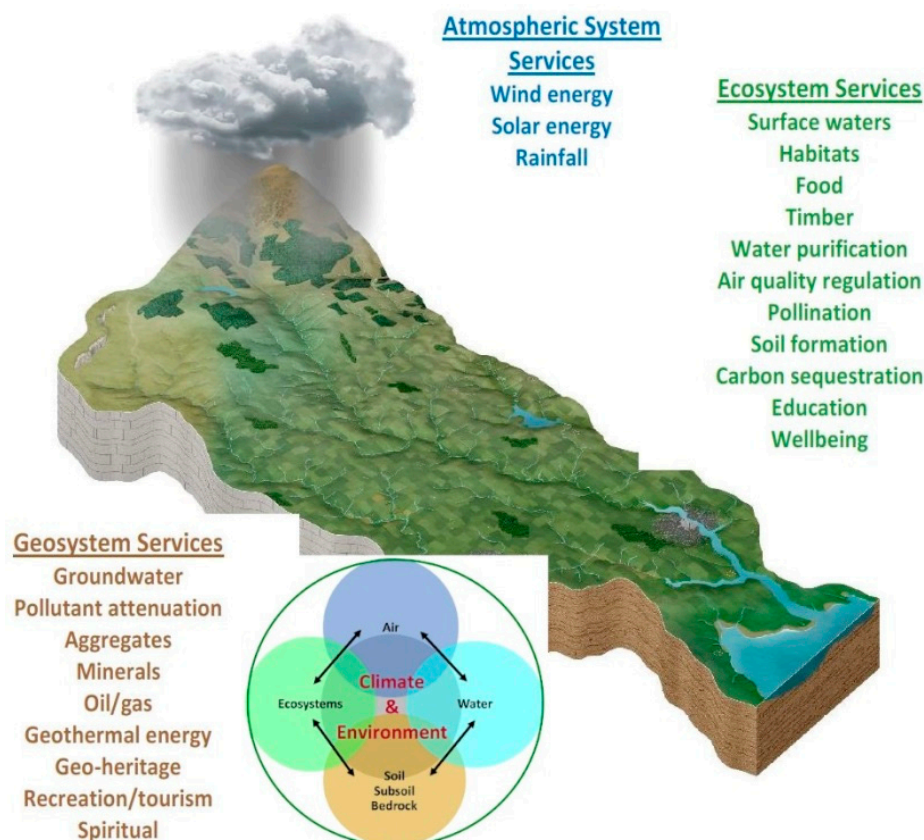 Atmospheric System
Services
Wind energy
Solar energy
Rainfall
Ecosystem Services
Surface waters
Habitats
Food
Timber
Water purification
Air quality regulation
Pollination
Soil formation
Carbon sequestration
Education
Wellbeing
Geosystem Services
Groundwater
Pollutant attenuation
Aggregates
Minerals
Oil/gas
Geothermal energy
Geo-heritage
Recreation/tourism
Spiritual
Air
Climate
&
Environment
Ecosystems
Water
Soil
Subsoil
Bedrock